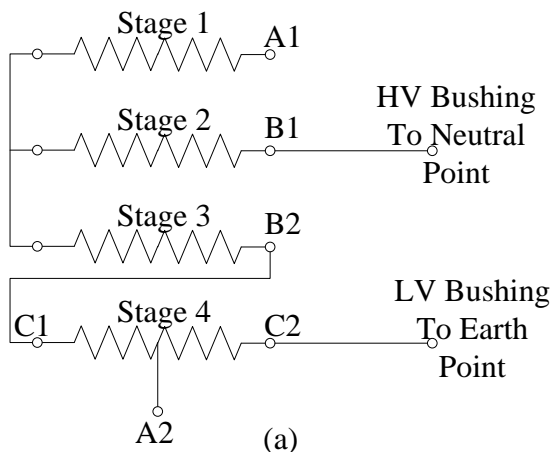 Stage 1
A1
Stage 2
B1
HV Bushing
To Neutral
Point
Stage 3
B2
C1
Stage 4
C2
LV Bushing
To Earth
Point
A2
(a)